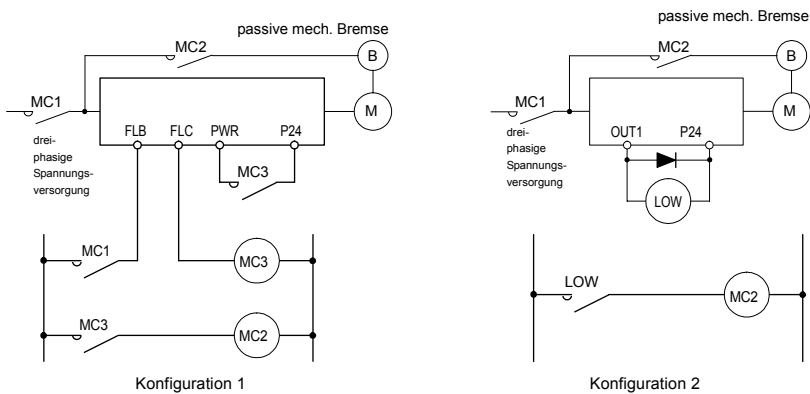 passive mech. Bremse
MC2
B
MC1
M
drei-
phasige
Spannungs-
versorgung
FLB FLC PWR P24
MC3
MC1
MC3
MC3
MC2
Konfiguration 1
passive mech. Bremse
MC2
B
MC1
M
drei-
phasige
Spannungs-
versorgung
OUT1 P24
LOW
LOW
MC2
Konfiguration 2